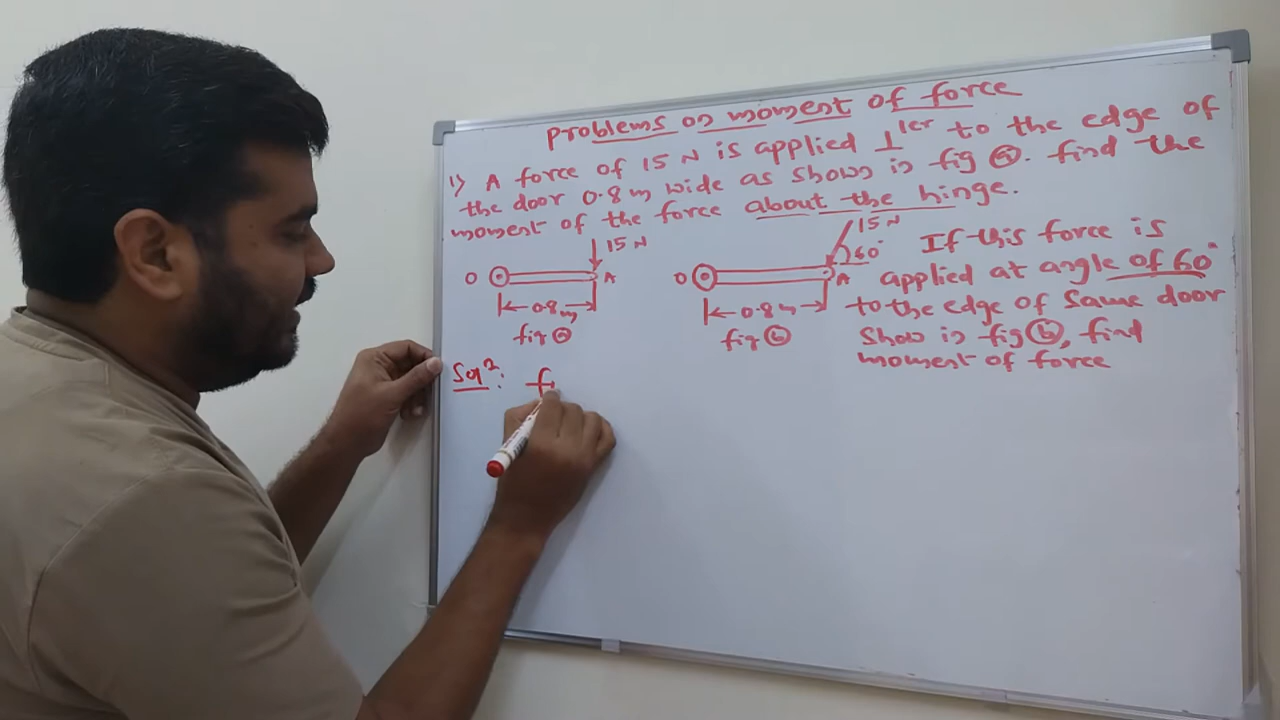 problems on moment of force
1) A force of 15 N is applied ⊥ler to the edge of
the door 0.8 m wide as shown in fig ⓐ. find the
moment of the force about the hinge.
15 N
O
A
0.8m
fig ⓐ
15 N
60°
O
A
0.8 m
fig ⓑ
If this force is
applied at angle of 60°
to the edge of same door
show in fig ⓑ, find
moment of force
Solⁿ: